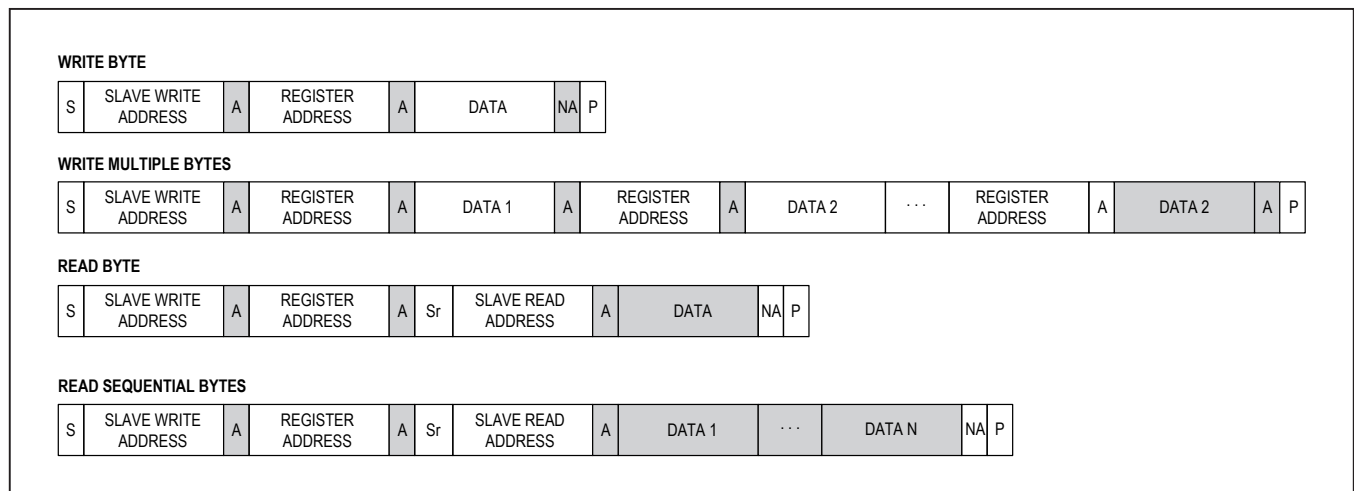 WRITE BYTE
S SLAVE WRITE ADDRESS A REGISTER ADDRESS A DATA NA P
WRITE MULTIPLE BYTES
S SLAVE WRITE ADDRESS A REGISTER ADDRESS A DATA 1 A REGISTER ADDRESS A DATA 2 ... REGISTER ADDRESS A DATA 2 A P
READ BYTE
S SLAVE WRITE ADDRESS A REGISTER ADDRESS A Sr SLAVE READ ADDRESS A DATA NA P
READ SEQUENTIAL BYTES
S SLAVE WRITE ADDRESS A REGISTER ADDRESS A Sr SLAVE READ ADDRESS A DATA 1 ... DATA N NA P